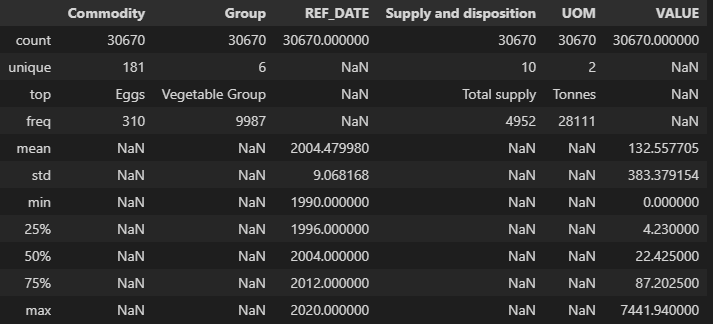 Commodity Group REF_DATE Supply and disposition UOM VALUE
count 30670 30670 30670.000000 30670 30670 30670.000000
unique 181 6 NaN 10 2 NaN
top Eggs Vegetable Group NaN Total supply Tonnes NaN
freq 310 9987 NaN 4952 28111 NaN
mean NaN NaN 2004.479980 NaN NaN 132.557705
std NaN NaN 9.068168 NaN NaN 383.379154
min NaN NaN 1990.000000 NaN NaN 0.000000
25% NaN NaN 1996.000000 NaN NaN 4.230000
50% NaN NaN 2004.000000 NaN NaN 22.425000
75% NaN NaN 2012.000000 NaN NaN 87.202500
max NaN NaN 2020.000000 NaN NaN 7441.940000